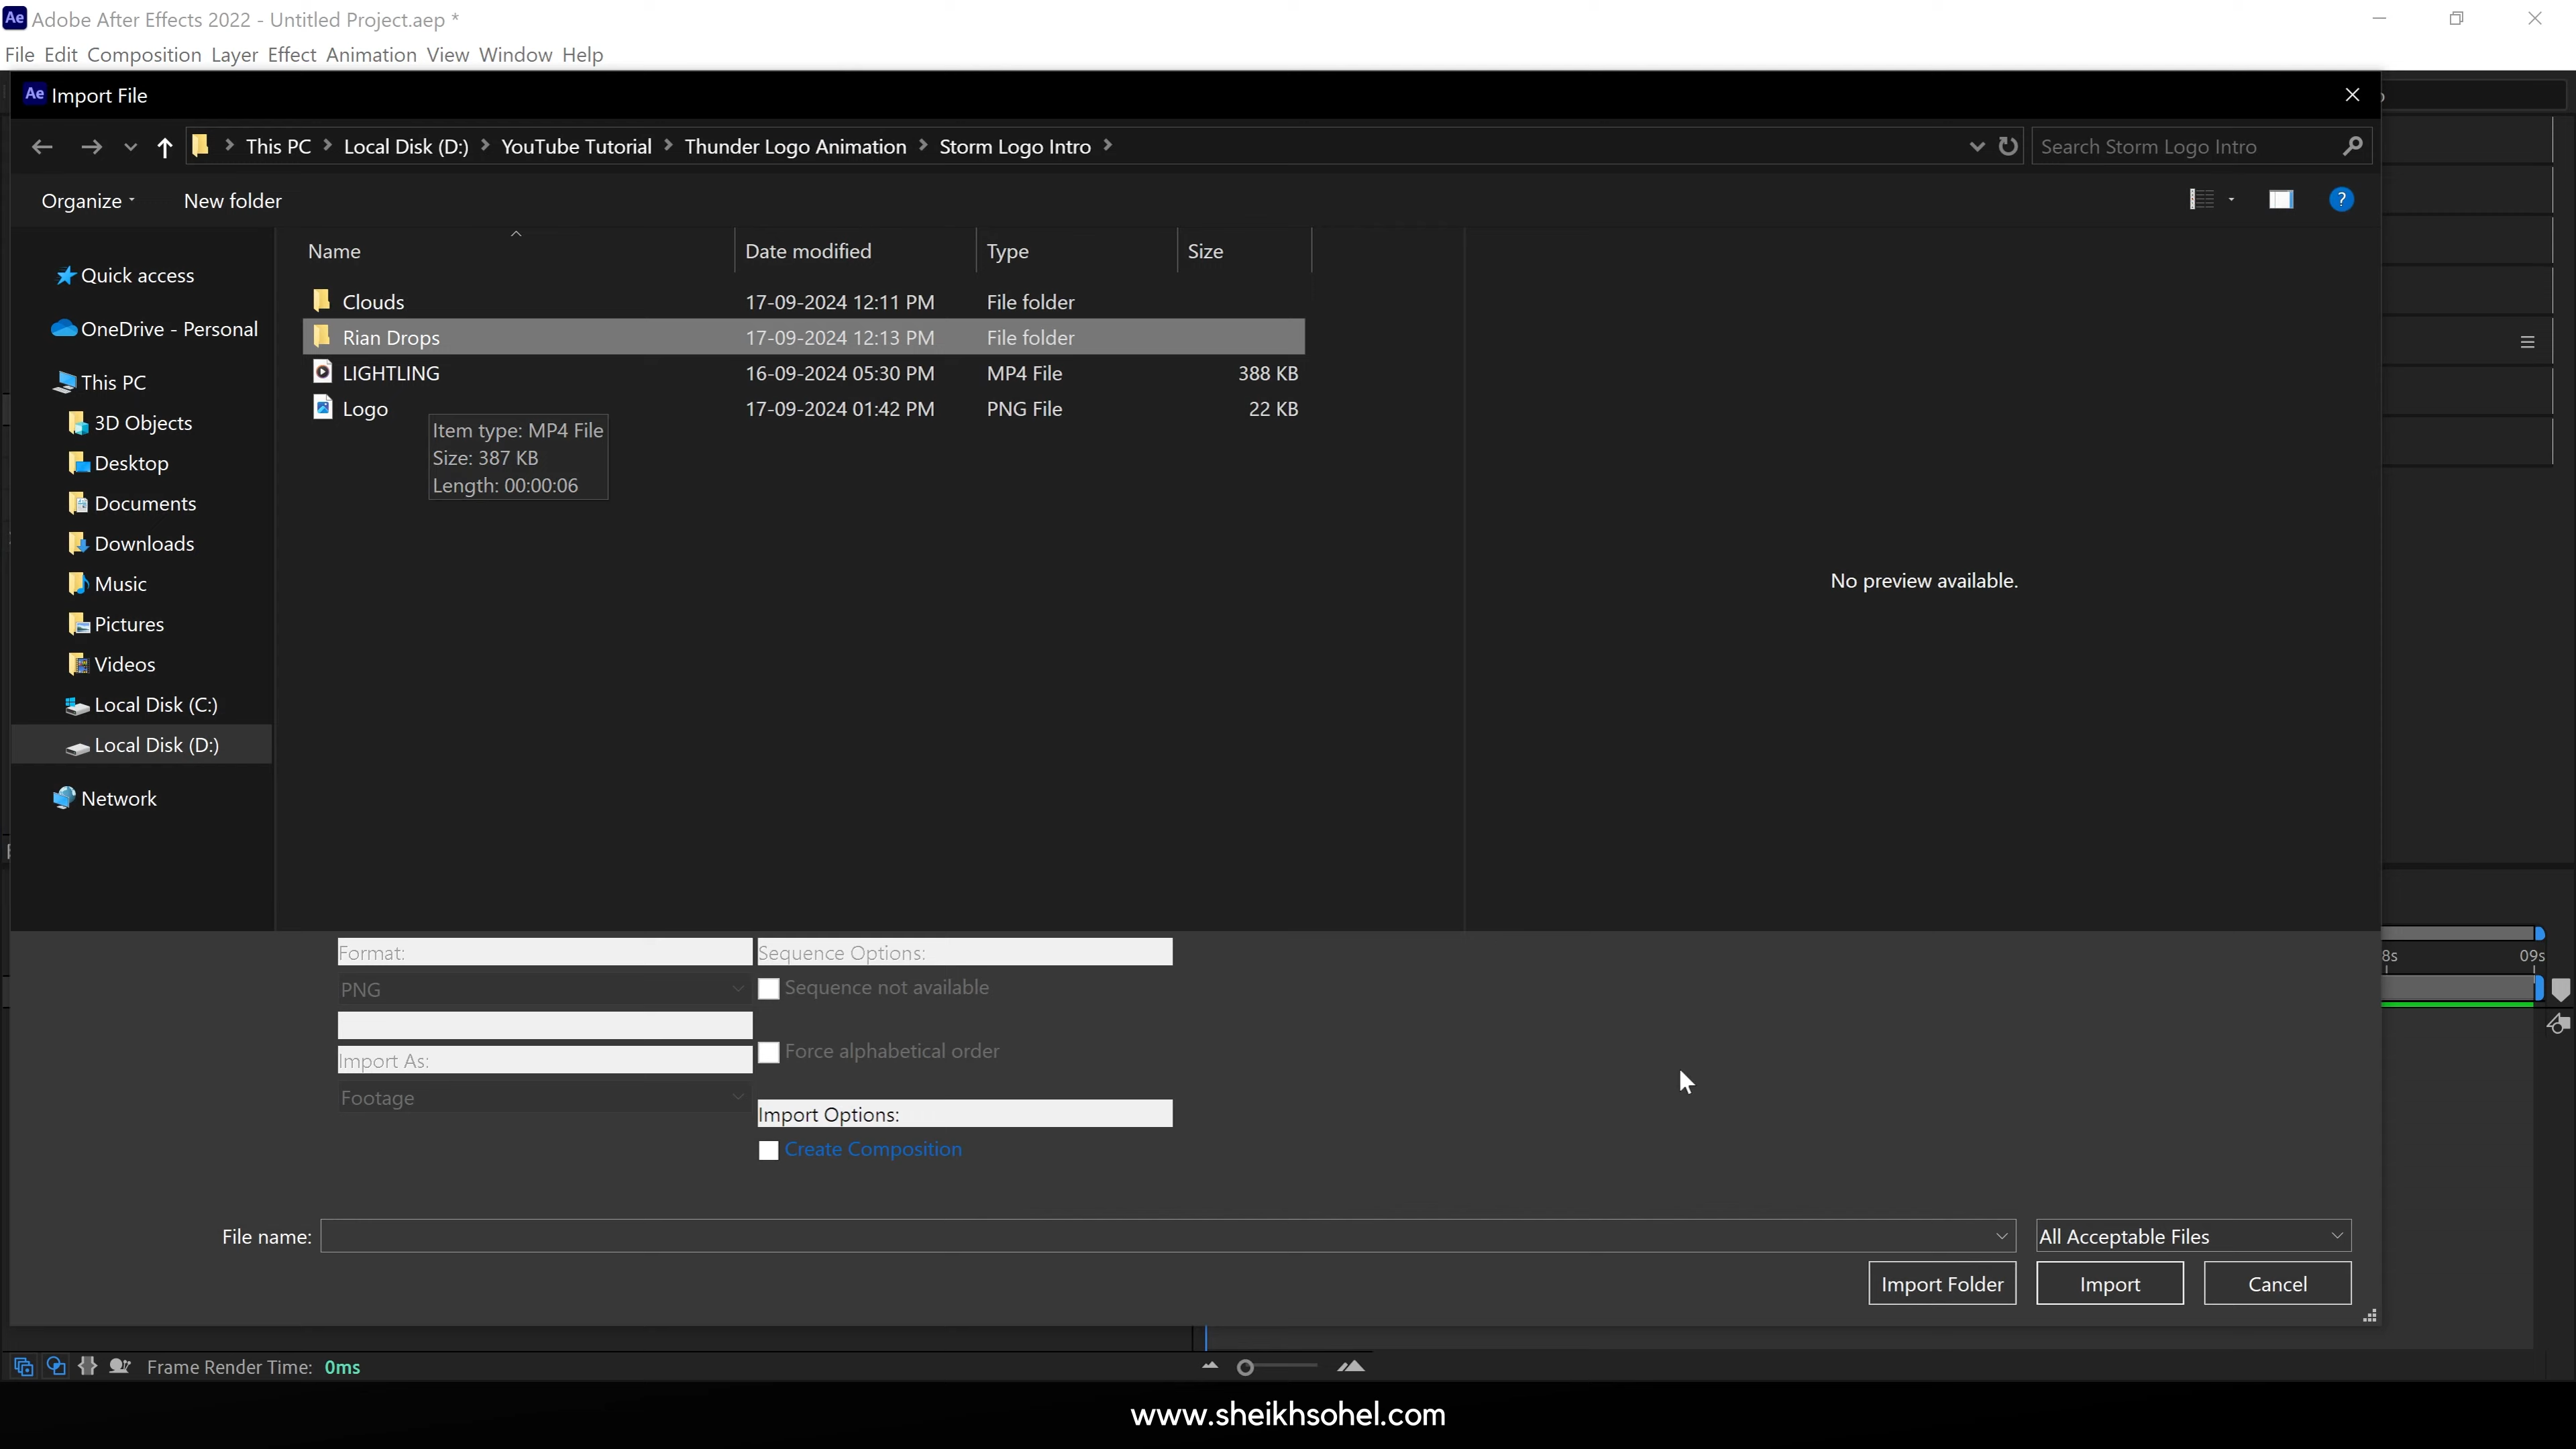 Ae Adobe After Effects 2022 - Untitled Project.aep *
File Edit Composition Layer Effect Animation View Window Help
Ae Import File
This PC > Local Disk (D:) > YouTube Tutorial > Thunder Logo Animation > Storm Logo Intro >
Search Storm Logo Intro
Organize New folder
?
Name Date modified Type Size
Quick access
OneDrive - Personal
This PC
3D Objects
Desktop
Documents
Downloads
Music
Pictures
Videos
Local Disk (C:)
Local Disk (D:)
Network
Clouds 17-09-2024 12:11 PM File folder
Rian Drops 17-09-2024 12:13 PM File folder
LIGHTLING 16-09-2024 05:30 PM MP4 File 388 KB
Logo 17-09-2024 01:42 PM PNG File 22 KB
Item type: MP4 File
Size: 387 KB
Length: 00:00:06
No preview available.
Format:
PNG
Import As:
Footage
Sequence Options:
Sequence not available
Force alphabetical order
Import Options:
Create Composition
8s 09s
File name:
All Acceptable Files
Import Folder Import Cancel
Frame Render Time: 0ms
www.sheikhsohel.com